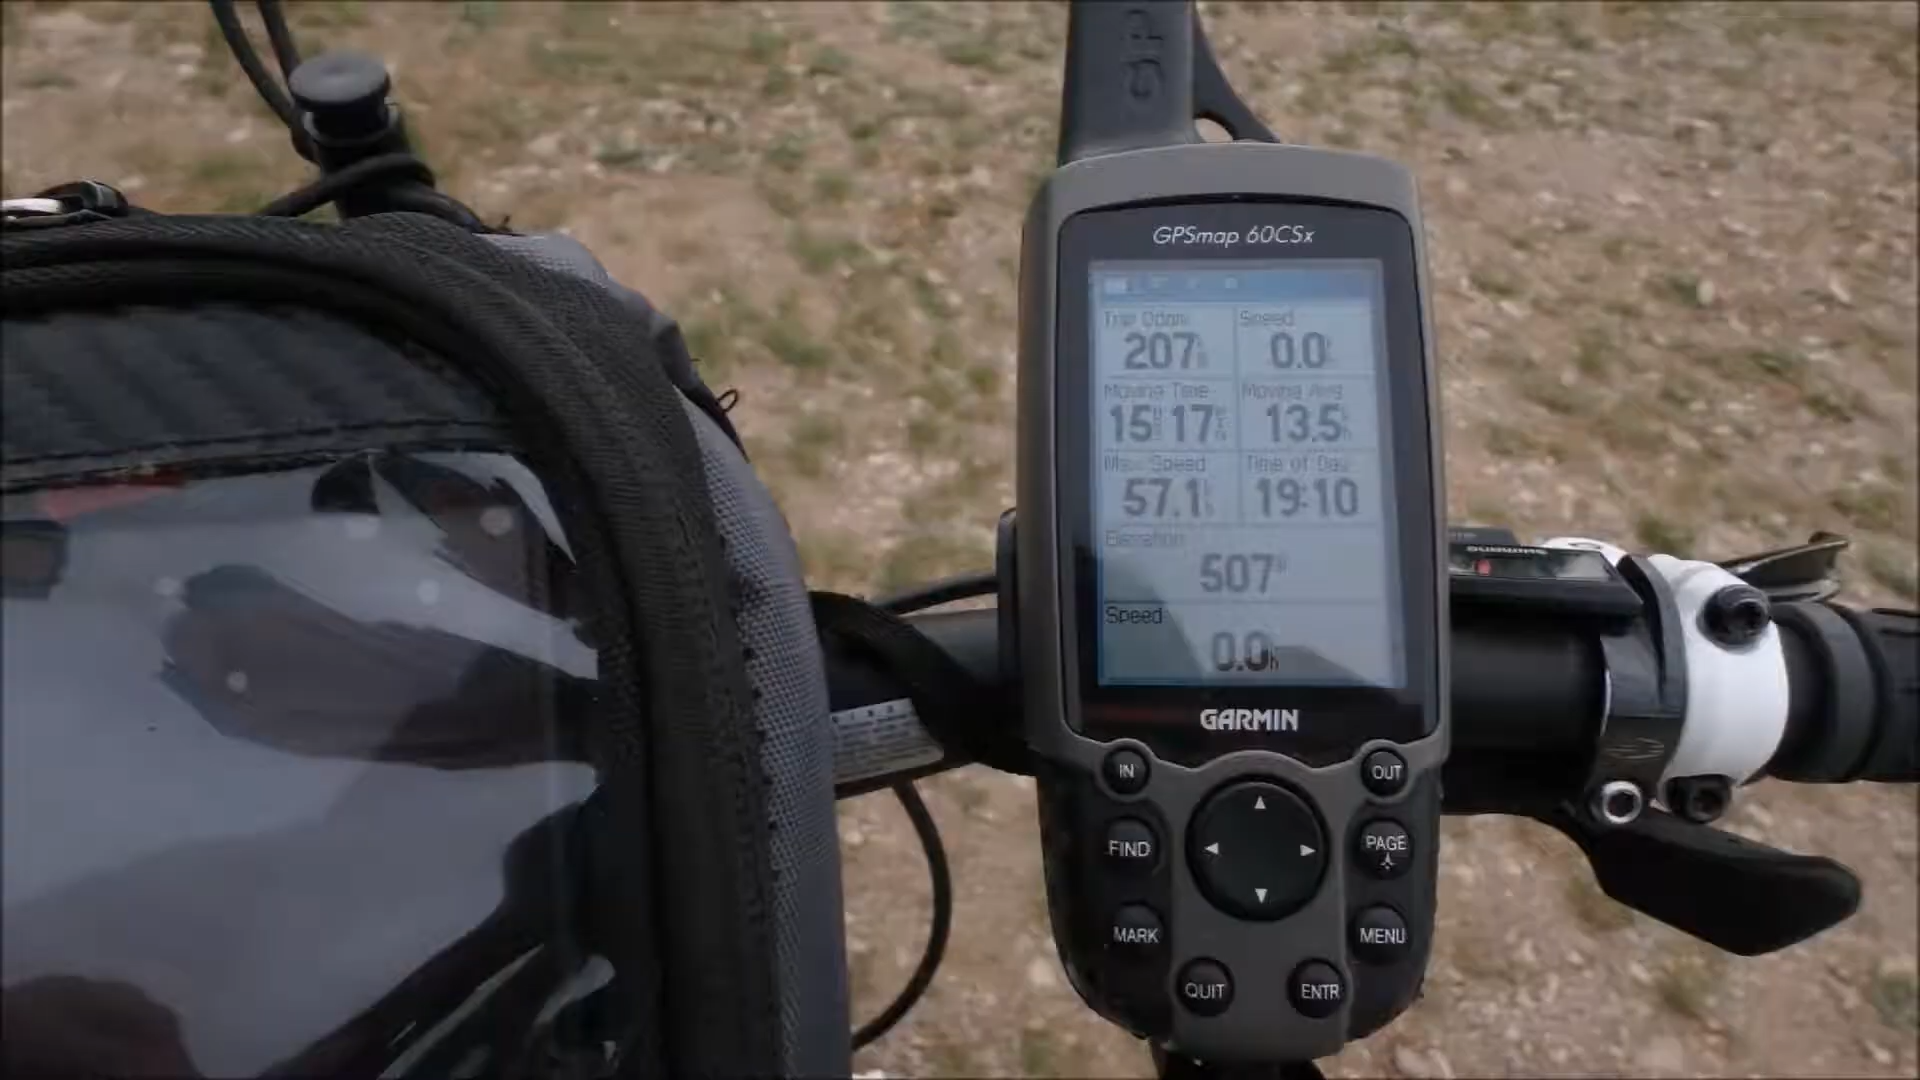 GPSmap 60CSx
Trip Odom. Speed
207 0.0
Moving Time Moving Avg
15 17 13.5
Max Speed Time of Day
57.1 19:10
Elevation
507
Speed
0.0
GARMIN
IN OUT
FIND PAGE
MARK MENU
QUIT ENTR
SHIMANO